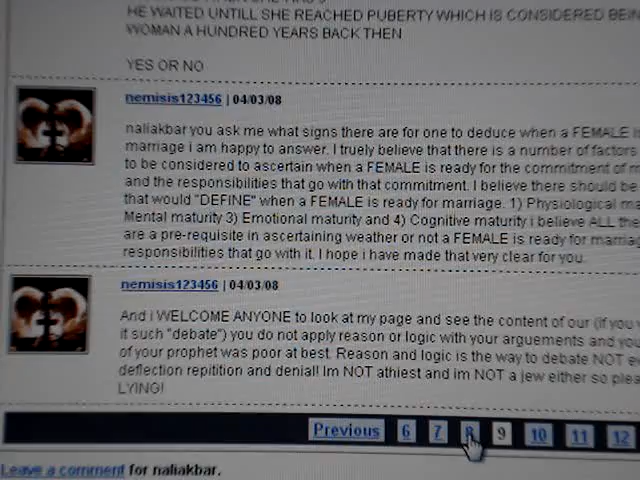 HE WAITED UNTILL SHE REACHED PUBERTY WHICH IS CONSIDERED
WOMAN A HUNDRED YEARS BACK THEN
YES OR NO
nemisis123456 | 04/03/08
naliakbar you ask me what signs there are for one to deduce when a FEMALE
marriage i am happy to answer. I truely believe that there is a number of factors
to be considered to ascertain when a FEMALE is ready for the commitment of
and the responsibilities that go with that commitment. I believe there should be
that would "DEFINE" when a FEMALE is ready for marriage. 1) Physiological
Mental maturity 3) Emotional maturity and 4) Cognitive maturity i believe ALL
are a pre-requisite in ascertaining weather or not a FEMALE is ready for
responsibilities that go with it. I hope i have made that very clear for you.
nemisis123456 | 04/03/08
And i WELCOME ANYONE to look at my page and see the content of our (if you
it such "debate") you do not apply reason or logic with your arguements and
of your prophet was poor at best. Reason and logic is the way to debate NOT
deflection repitition and denial! Im NOT athiest and im NOT a jew either so
LYING!
Previous 6 7 8 9 10 11 12
Leave a comment for naliakbar.